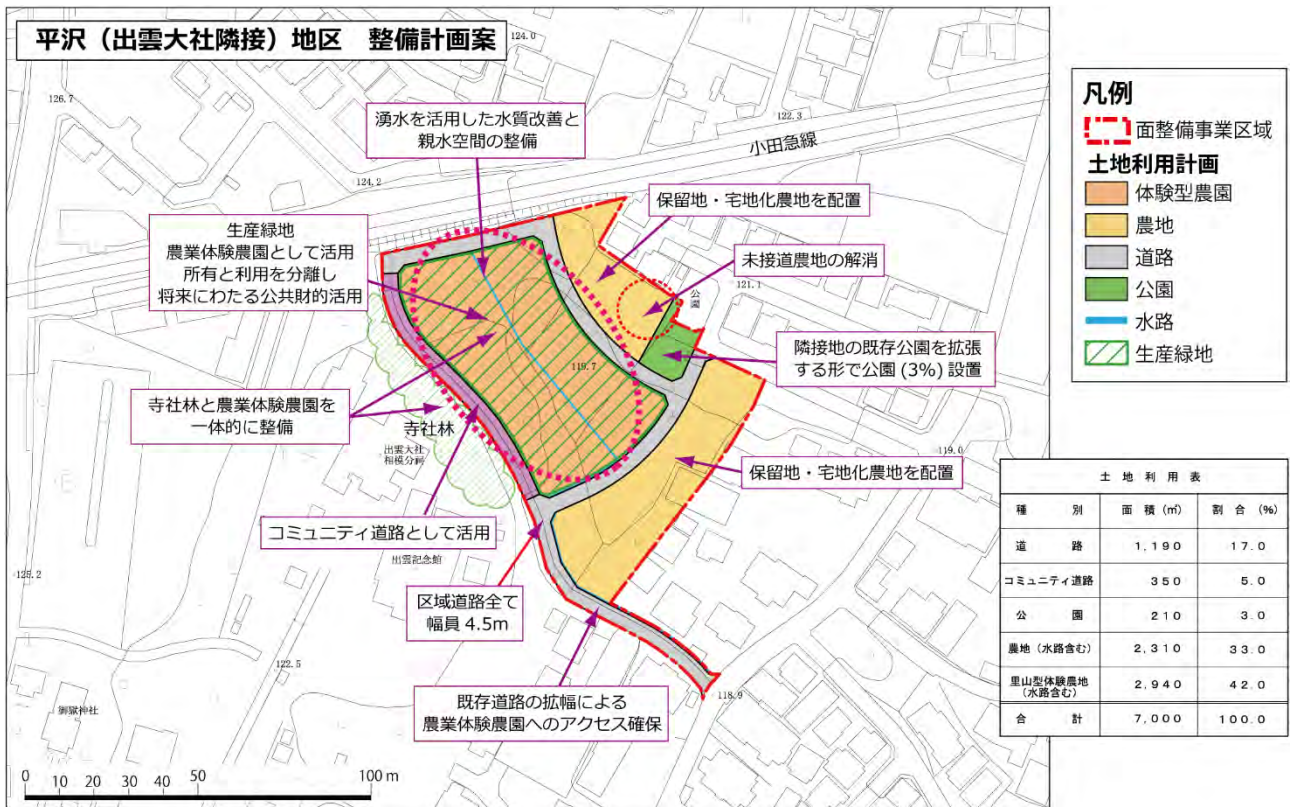 平沢（出雲大社隣接）地区　整備計画案
124.0
126.7
湧水を活用した水質改善と
親水空間の整備
122.3
小田急線
124.2
保留地・宅地化農地を配置
生産緑地
農業体験農園として活用
所有と利用を分離し
将来にわたる公共財的活用
未接道農地の解消
121.1
公園
119.7
隣接地の既存公園を拡張
する形で公園 (3%) 設置
寺社林と農業体験農園を
一体的に整備
寺社林
出雲大社
相模分祠
119.0
保留地・宅地化農地を配置
コミュニティ道路として活用
出雲記念館
125.2
区域道路全て
幅員 4.5m
122.5
118.9
既存道路の拡幅による
農業体験農園へのアクセス確保
御嶽神社
0 10 20 30 40 50 100 m
凡例
面整備事業区域
土地利用計画
体験型農園
農地
道路
公園
水路
生産緑地
土地利用表
種別 面積（㎡） 割合（%）
道路 1,190 17.0
コミュニティ道路 350 5.0
公園 210 3.0
農地（水路含む） 2,310 33.0
里山型体験農地
（水路含む） 2,940 42.0
合計 7,000 100.0